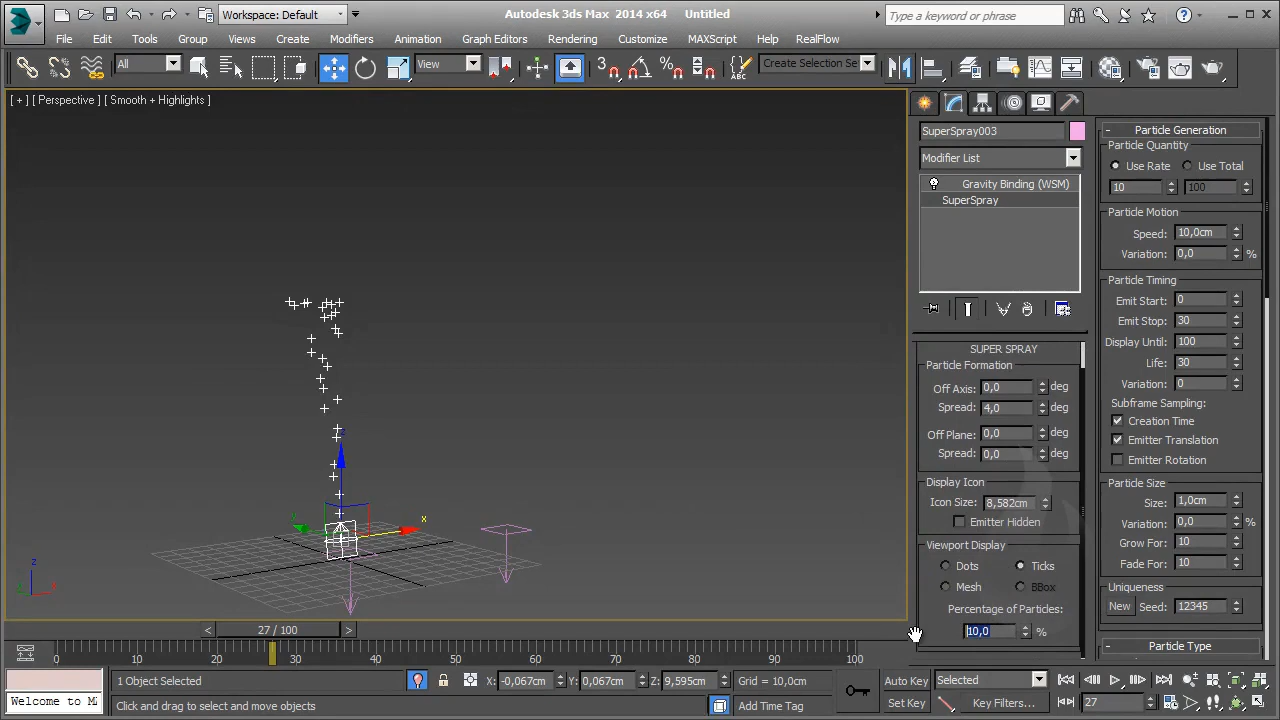 Workspace: Default
Autodesk 3ds Max 2014 x64 Untitled
Type a keyword or phrase
File Edit Tools Group Views Create Modifiers Animation Graph Editors Rendering Customize MAXScript Help RealFlow
All View 3 Create Selection Se
[ + ] [ Perspective ] [ Smooth + Highlights ]
SuperSpray003
Modifier List
Gravity Binding (WSM)
SuperSpray
SUPER SPRAY
Particle Formation
Off Axis: 0,0 deg
Spread: 4,0 deg
Off Plane: 0,0 deg
Spread: 0,0 deg
Display Icon
Icon Size: 8,582cm
Emitter Hidden
Viewport Display
Dots Ticks
Mesh BBox
Percentage of Particles:
10,0 %
- Particle Generation
Particle Quantity
Use Rate Use Total
10 100
Particle Motion
Speed: 10,0cm
Variation: 0,0 %
Particle Timing
Emit Start: 0
Emit Stop: 30
Display Until: 100
Life: 30
Variation: 0
Subframe Sampling:
Creation Time
Emitter Translation
Emitter Rotation
Particle Size
Size: 1,0cm
Variation: 0,0 %
Grow For: 10
Fade For: 10
Uniqueness
New Seed: 12345
- Particle Type
z
x
z
< 27 / 100 >
0 10 20 30 40 50 60 70 80 90 100
1 Object Selected X: -0,067cm Y: 0,067cm Z: 9,595cm Grid = 10,0cm Auto Key Selected
Welcome to M Click and drag to select and move objects Add Time Tag Set Key Key Filters... 27